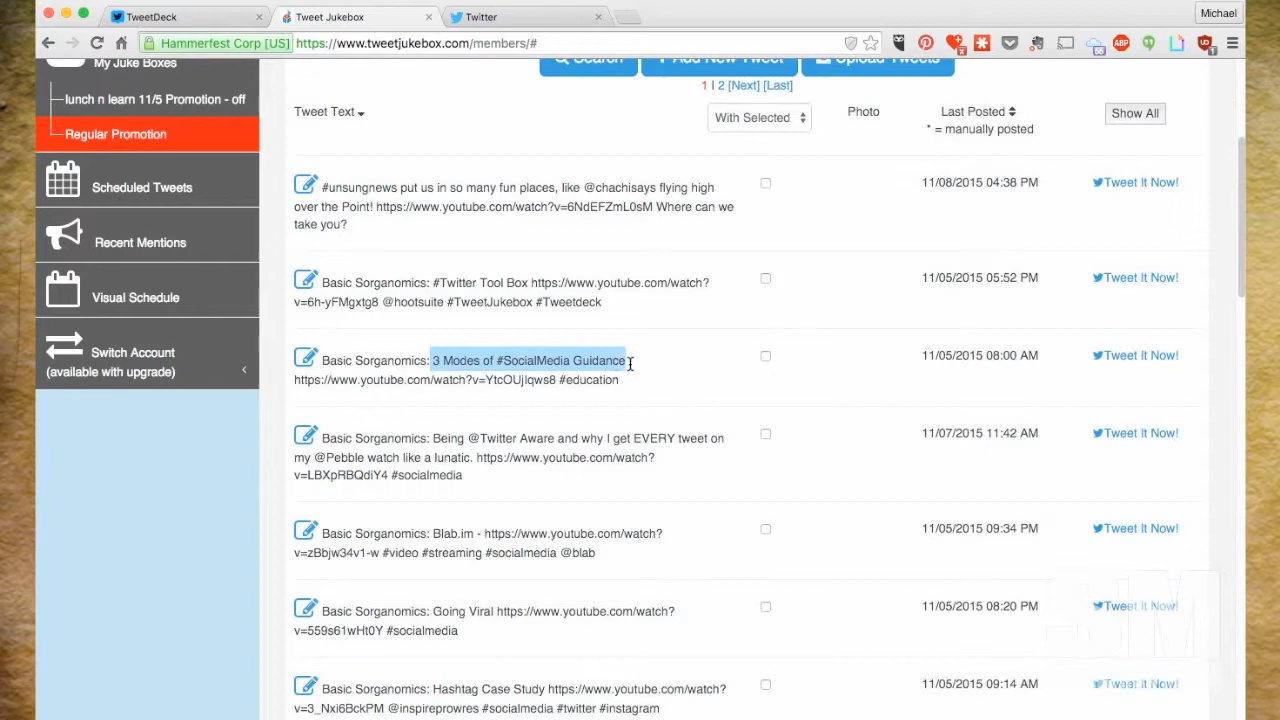 TweetDeck
Tweet Jukebox
Twitter
Michael
Hammerfest Corp [US]
https://www.tweetjukebox.com/members/#
My Juke Boxes
lunch n learn 11/5 Promotion - off
Regular Promotion
Scheduled Tweets
Recent Mentions
Visual Schedule
Switch Account
(available with upgrade)
Search
Add New Tweet
Upload Tweets
1 | 2 [Next] [Last]
Tweet Text
With Selected
Photo
Last Posted
* = manually posted
Show All
#unsungnews put us in so many fun places, like @chachisays flying high
over the Point! https://www.youtube.com/watch?v=6NdEFZmL0sM Where can we
take you?
11/08/2015 04:38 PM
Tweet It Now!
Basic Sorganomics: #Twitter Tool Box https://www.youtube.com/watch?
v=6h-yFMgxtg8 @hootsuite #TweetJukebox #Tweetdeck
11/05/2015 05:52 PM
Tweet It Now!
Basic Sorganomics: 3 Modes of #SocialMedia Guidance
https://www.youtube.com/watch?v=YtcOUjIqws8 #education
11/05/2015 08:00 AM
Tweet It Now!
Basic Sorganomics: Being @Twitter Aware and why I get EVERY tweet on
my @Pebble watch like a lunatic. https://www.youtube.com/watch?
v=LBXpRBQdiY4 #socialmedia
11/07/2015 11:42 AM
Tweet It Now!
Basic Sorganomics: Blab.im - https://www.youtube.com/watch?
v=zBbjw34v1-w #video #streaming #socialmedia @blab
11/05/2015 09:34 PM
Tweet It Now!
Basic Sorganomics: Going Viral https://www.youtube.com/watch?
v=559s61wHt0Y #socialmedia
11/05/2015 08:20 PM
Tweet It Now!
Basic Sorganomics: Hashtag Case Study https://www.youtube.com/watch?
v=3_Nxi6BckPM @inspireprowres #socialmedia #twitter #instagram
11/05/2015 09:14 AM
Tweet It Now!